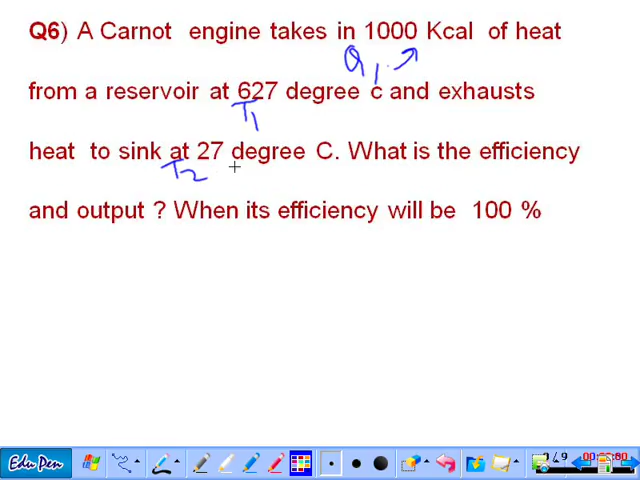 Q6) A Carnot engine takes in 1000 Kcal of heat
Q1
from a reservoir at 627 degree c and exhausts
T1
heat to sink at 27 degree C. What is the efficiency
T2
and output ? When its efficiency will be 100 %
Edu Pen